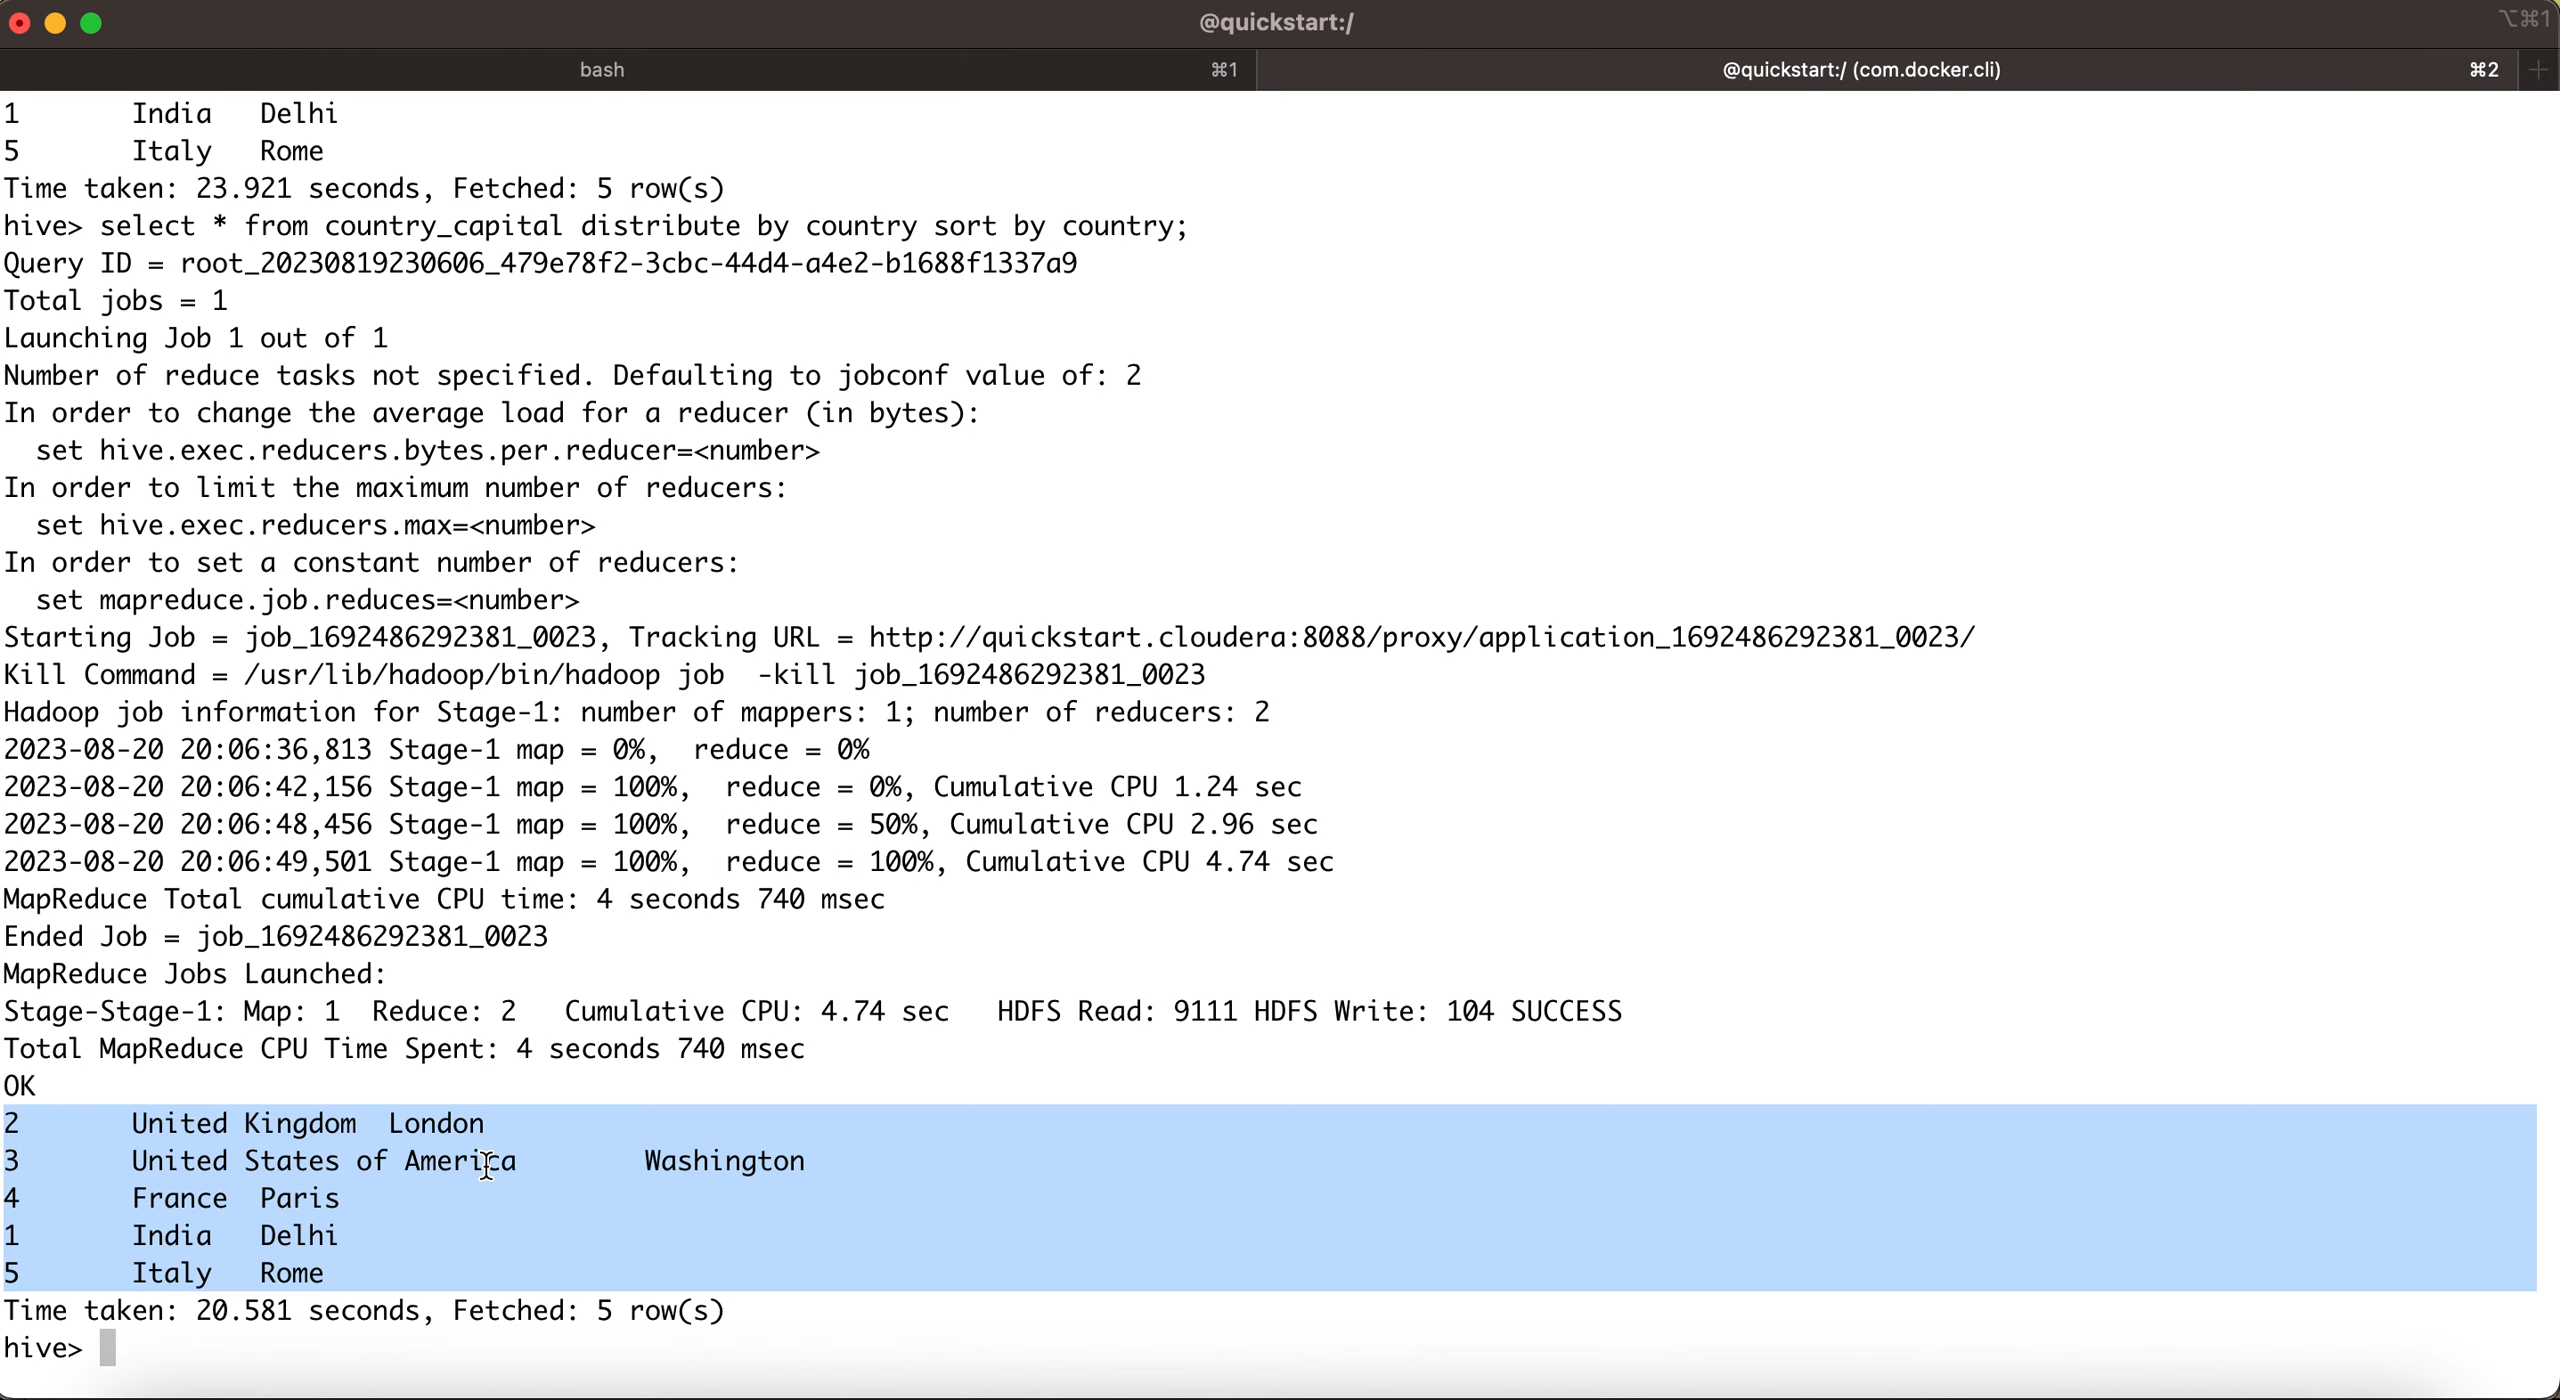 @quickstart:/
⌥⌘1
bash ⌘1 @quickstart:/ (com.docker.cli) ⌘2 +
1 India Delhi
5 Italy Rome
Time taken: 23.921 seconds, Fetched: 5 row(s)
hive> select * from country_capital distribute by country sort by country;
Query ID = root_20230819230606_479e78f2-3cbc-44d4-a4e2-b1688f1337a9
Total jobs = 1
Launching Job 1 out of 1
Number of reduce tasks not specified. Defaulting to jobconf value of: 2
In order to change the average load for a reducer (in bytes):
  set hive.exec.reducers.bytes.per.reducer=<number>
In order to limit the maximum number of reducers:
  set hive.exec.reducers.max=<number>
In order to set a constant number of reducers:
  set mapreduce.job.reduces=<number>
Starting Job = job_1692486292381_0023, Tracking URL = http://quickstart.cloudera:8088/proxy/application_1692486292381_0023/
Kill Command = /usr/lib/hadoop/bin/hadoop job  -kill job_1692486292381_0023
Hadoop job information for Stage-1: number of mappers: 1; number of reducers: 2
2023-08-20 20:06:36,813 Stage-1 map = 0%,  reduce = 0%
2023-08-20 20:06:42,156 Stage-1 map = 100%,  reduce = 0%, Cumulative CPU 1.24 sec
2023-08-20 20:06:48,456 Stage-1 map = 100%,  reduce = 50%, Cumulative CPU 2.96 sec
2023-08-20 20:06:49,501 Stage-1 map = 100%,  reduce = 100%, Cumulative CPU 4.74 sec
MapReduce Total cumulative CPU time: 4 seconds 740 msec
Ended Job = job_1692486292381_0023
MapReduce Jobs Launched:
Stage-Stage-1: Map: 1  Reduce: 2   Cumulative CPU: 4.74 sec   HDFS Read: 9111 HDFS Write: 104 SUCCESS
Total MapReduce CPU Time Spent: 4 seconds 740 msec
OK
2 United Kingdom London
3 United States of America Washington
4 France Paris
1 India Delhi
5 Italy Rome
Time taken: 20.581 seconds, Fetched: 5 row(s)
hive>